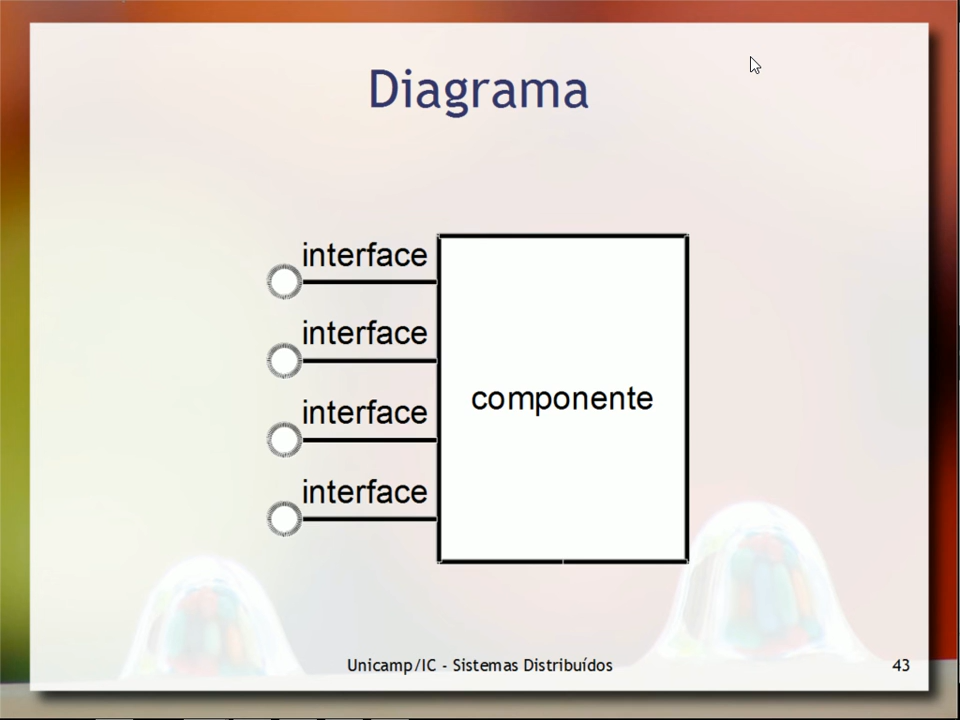 Diagrama
interface
interface
interface
interface
componente
Unicamp/IC - Sistemas Distribuídos
43